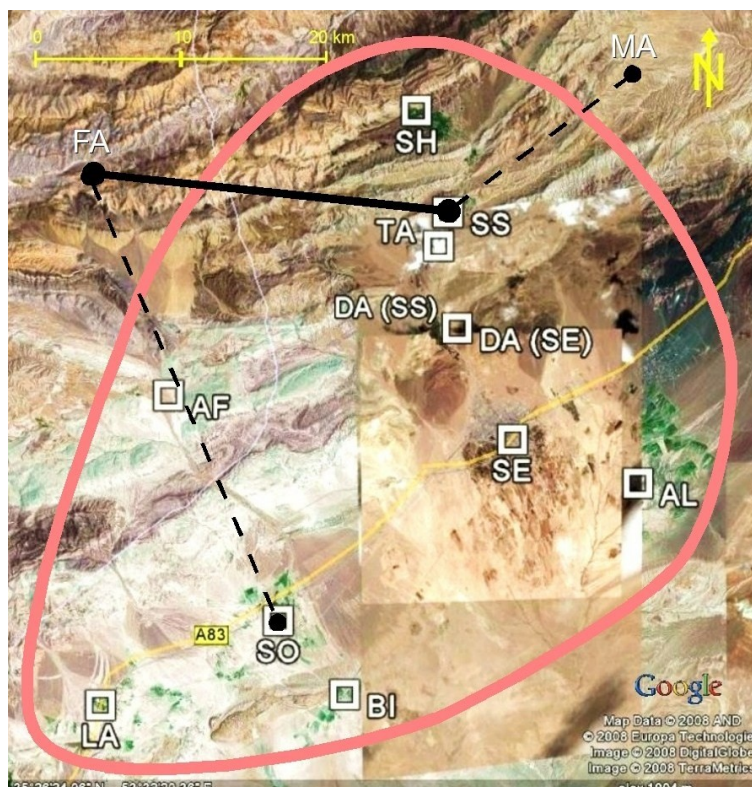 0 10 20 km
MA
N
SH
FA
SS
TA
DA (SS)
DA (SE)
AF
SE
AL
A83
SO
BI
LA
Google
Map Data © 2008 AND
© 2008 Europa Technologie
Image © 2008 DigitalGlobe
Image © 2008 TerraMetrics